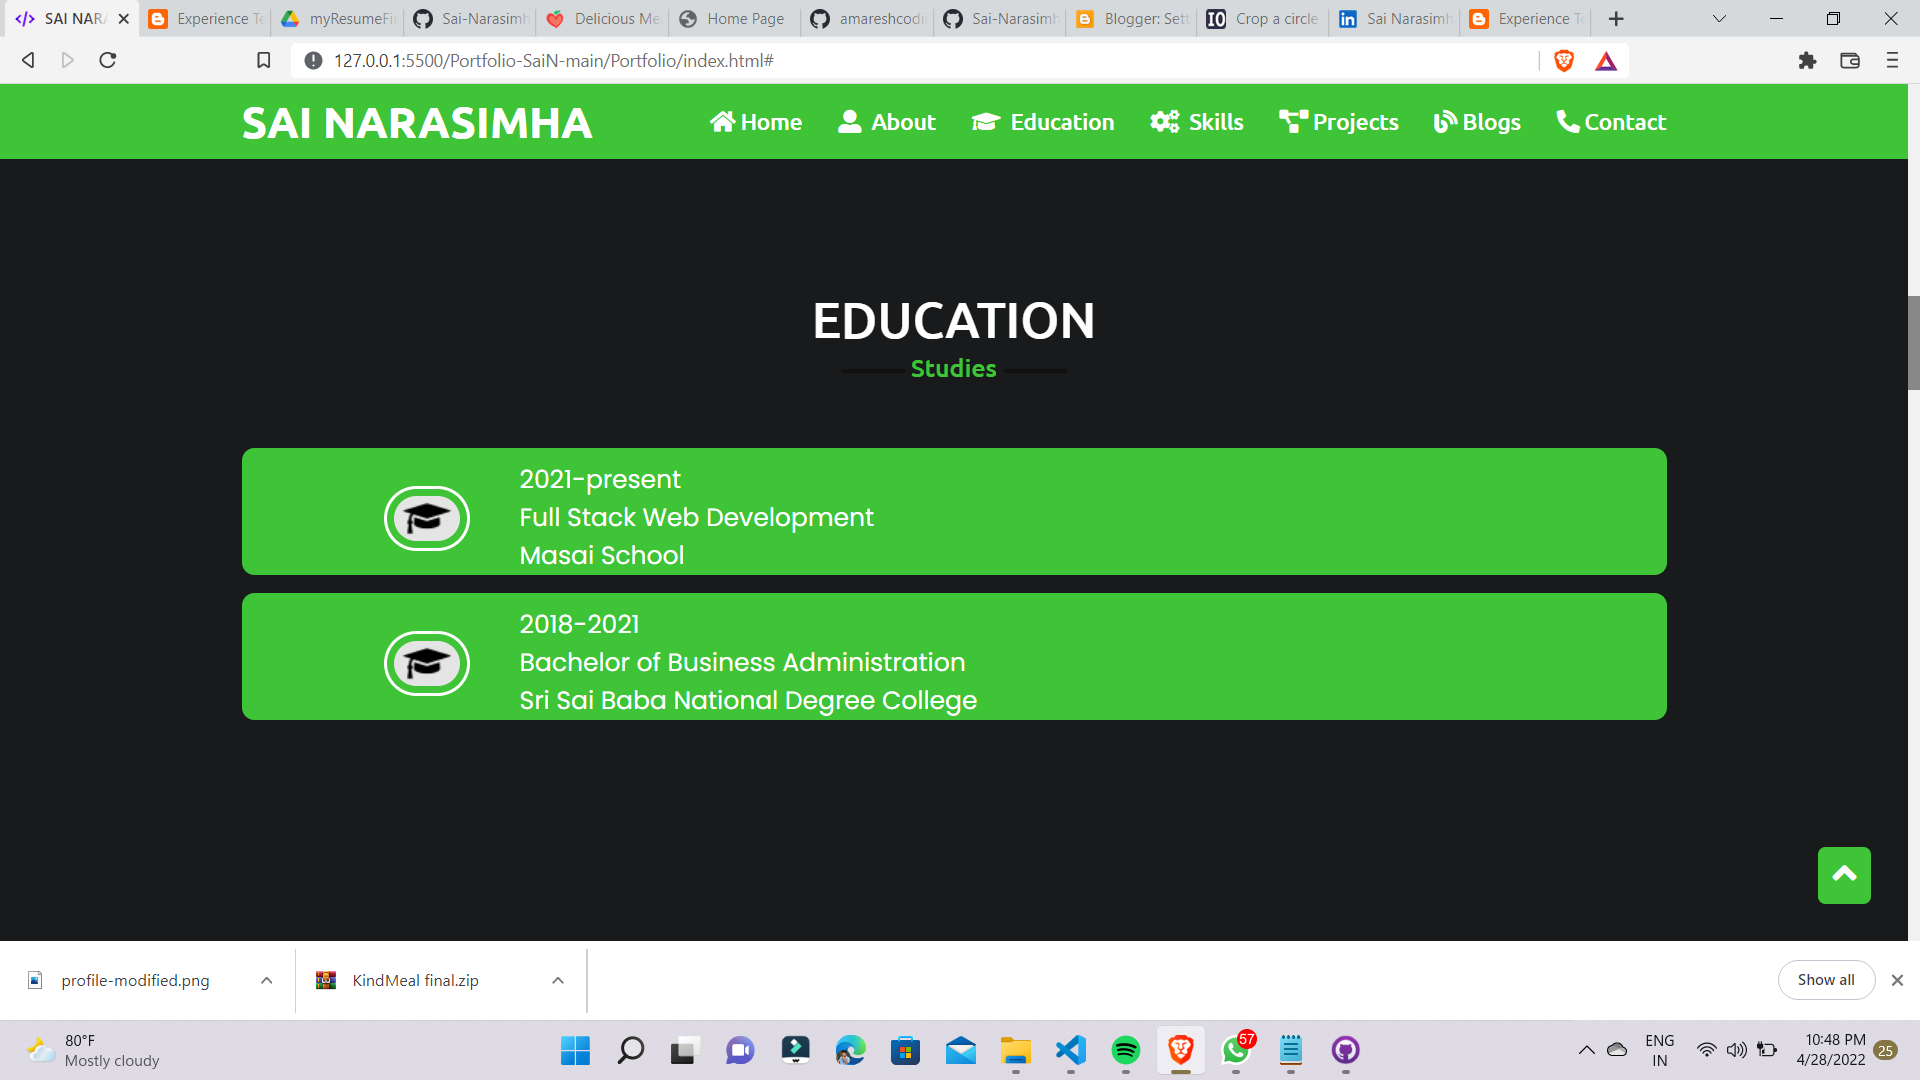 SAI NARA
Experience Te
myResumeFi
Sai-Narasimh
Delicious Me
Home Page
amareshcodi
Sai-Narasimh
Blogger: Sett
IO Crop a circle
in Sai Narasimh
Experience Te
127.0.0.1:5500/Portfolio-SaiN-main/Portfolio/index.html#
SAI NARASIMHA
Home
About
Education
Skills
Projects
Blogs
Contact
EDUCATION
Studies
2021-present
Full Stack Web Development
Masai School
2018-2021
Bachelor of Business Administration
Sri Sai Baba National Degree College
profile-modified.png
KindMeal final.zip
Show all
80°F
Mostly cloudy
57
ENG
IN
10:48 PM
4/28/2022
25